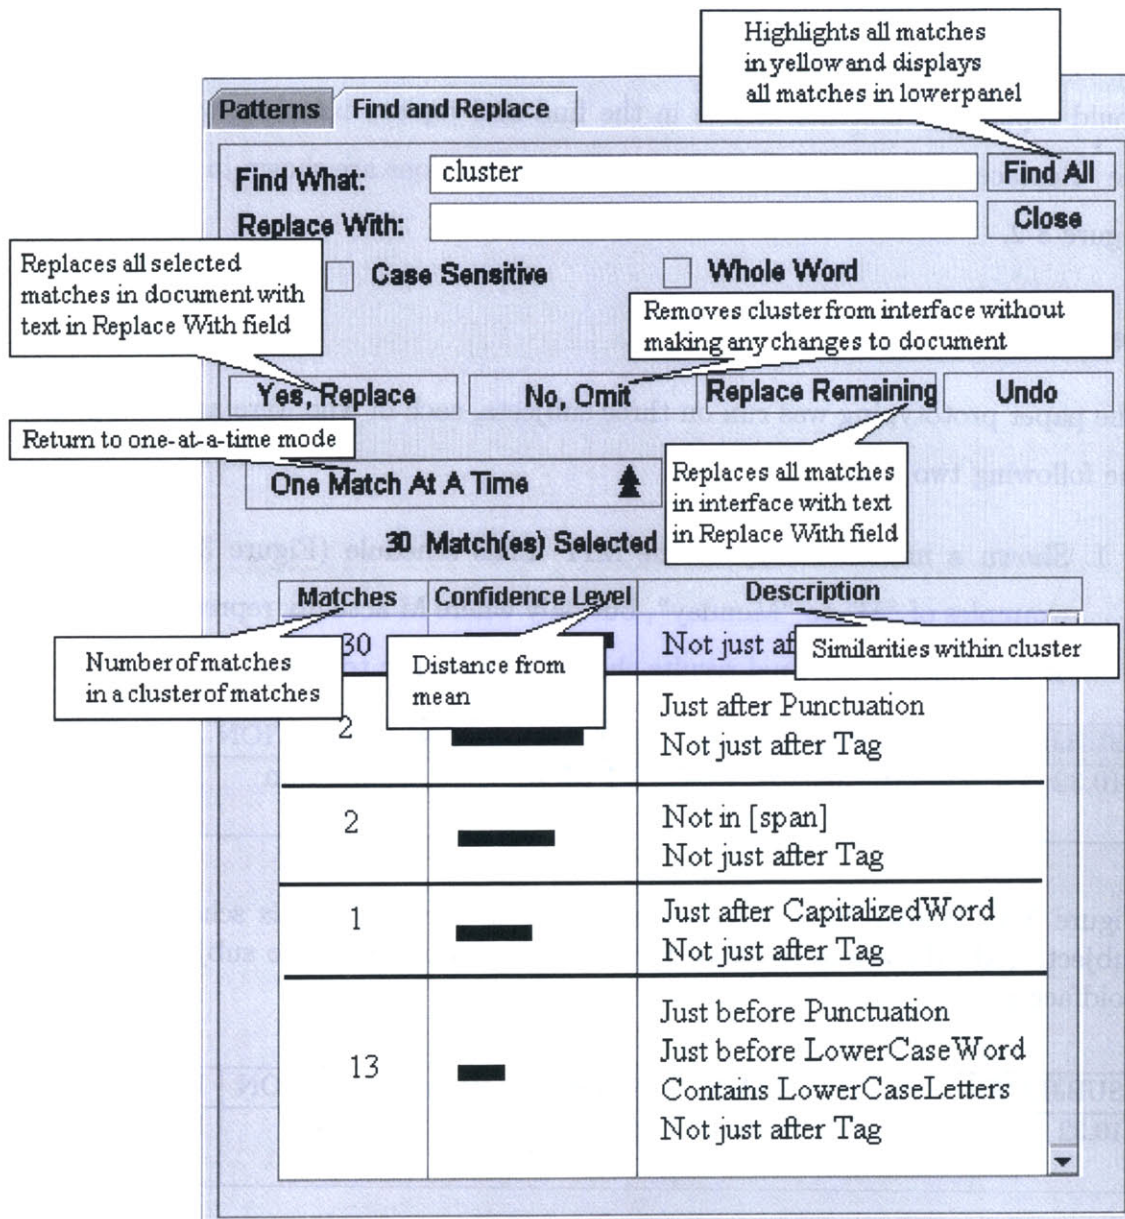 Highlights all matches
in yellow and displays
all matches in lowerpanel
Patterns
Find and Replace
Find What:
cluster
Find All
Replace With:
Close
Replaces all selected
matches in document with
text in Replace With field
Case Sensitive
Whole Word
Removes cluster from interface without
making any changes to document
Yes, Replace
No, Omit
Replace Remaining
Undo
Return to one-at-a-time mode
One Match At A Time
Replaces all matches
in interface with text
in Replace With field
30 Match(es) Selected
Matches
Confidence Level
Description
30
Not just af
Number of matches
in a cluster of matches
Distance from
mean
Similarities within cluster
2
Just after Punctuation
Not just after Tag
2
Not in [span]
Not just after Tag
1
Just after CapitalizedWord
Not just after Tag
13
Just before Punctuation
Just before LowerCaseWord
Contains LowerCaseLetters
Not just after Tag